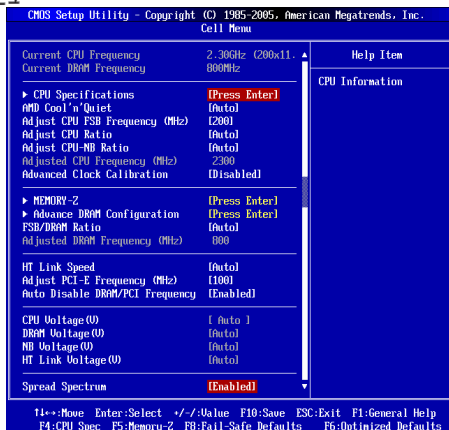 CMOS Setup Utility - Copyright (C) 1985-2005, American Megatrends, Inc.
Cell Menu
Current CPU Frequency 2.30GHz (200x11.
Current DRAM Frequency 800MHz
Help Item
CPU Information
► CPU Specifications [Press Enter]
AMD Cool'n'Quiet [Auto]
Adjust CPU FSB Frequency (MHz) [200]
Adjust CPU Ratio [Auto]
Adjust CPU-NB Ratio [Auto]
Adjusted CPU Frequency (MHz) 2300
Advanced Clock Calibration [Disabled]
► MEMORY-Z [Press Enter]
► Advance DRAM Configuration [Press Enter]
FSB/DRAM Ratio [Auto]
Adjusted DRAM Frequency (MHz) 800
HT Link Speed [Auto]
Adjust PCI-E Frequency (MHz) [100]
Auto Disable DRAM/PCI Frequency [Enabled]
CPU Voltage(V) [ Auto ]
DRAM Voltage(V) [Auto]
NB Voltage(V) [Auto]
HT Link Voltage(V) [Auto]
Spread Spectrum [Enabled]
↑↓←→:Move Enter:Select +/-/:Value F10:Save ESC:Exit F1:General Help
F4:CPU Spec F5:Memory-Z F8:Fail-Safe Defaults F6:Optimized Defaults